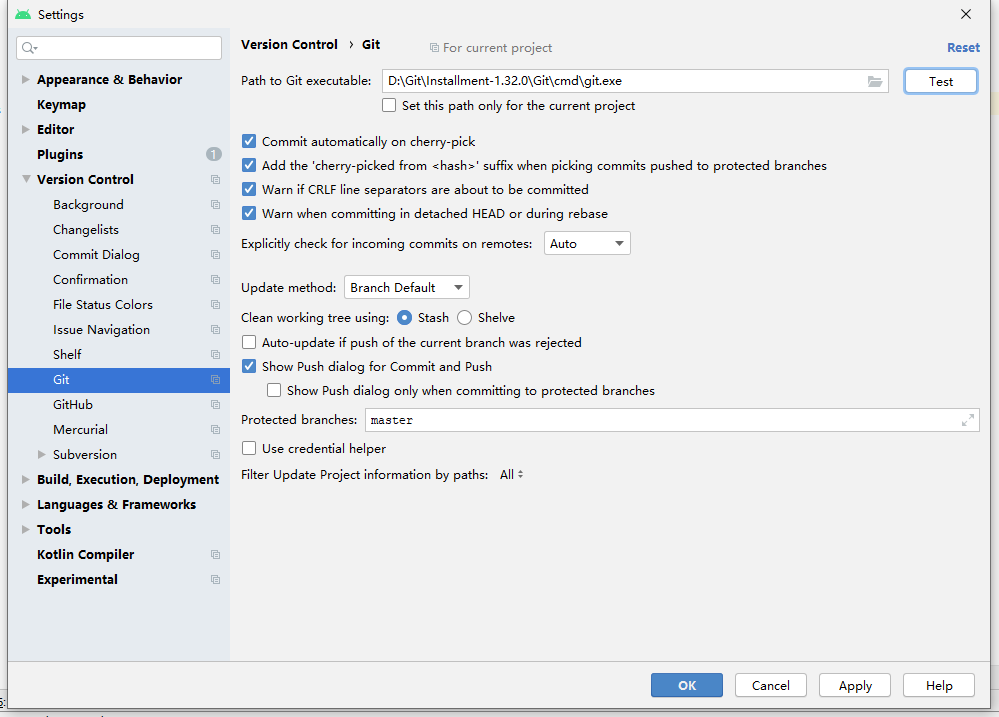 Settings
Version Control › Git
For current project
Reset
Path to Git executable:
D:\Git\Installment-1.32.0\Git\cmd\git.exe
Test
Set this path only for the current project
Appearance & Behavior
Keymap
Editor
Plugins
1
Version Control
Background
Changelists
Commit Dialog
Confirmation
File Status Colors
Issue Navigation
Shelf
Git
GitHub
Mercurial
Subversion
Build, Execution, Deployment
Languages & Frameworks
Tools
Kotlin Compiler
Experimental
Commit automatically on cherry-pick
Add the 'cherry-picked from <hash>' suffix when picking commits pushed to protected branches
Warn if CRLF line separators are about to be committed
Warn when committing in detached HEAD or during rebase
Explicitly check for incoming commits on remotes: Auto
Update method: Branch Default
Clean working tree using: Stash Shelve
Auto-update if push of the current branch was rejected
Show Push dialog for Commit and Push
Show Push dialog only when committing to protected branches
Protected branches: master
Use credential helper
Filter Update Project information by paths: All
OK
Cancel
Apply
Help